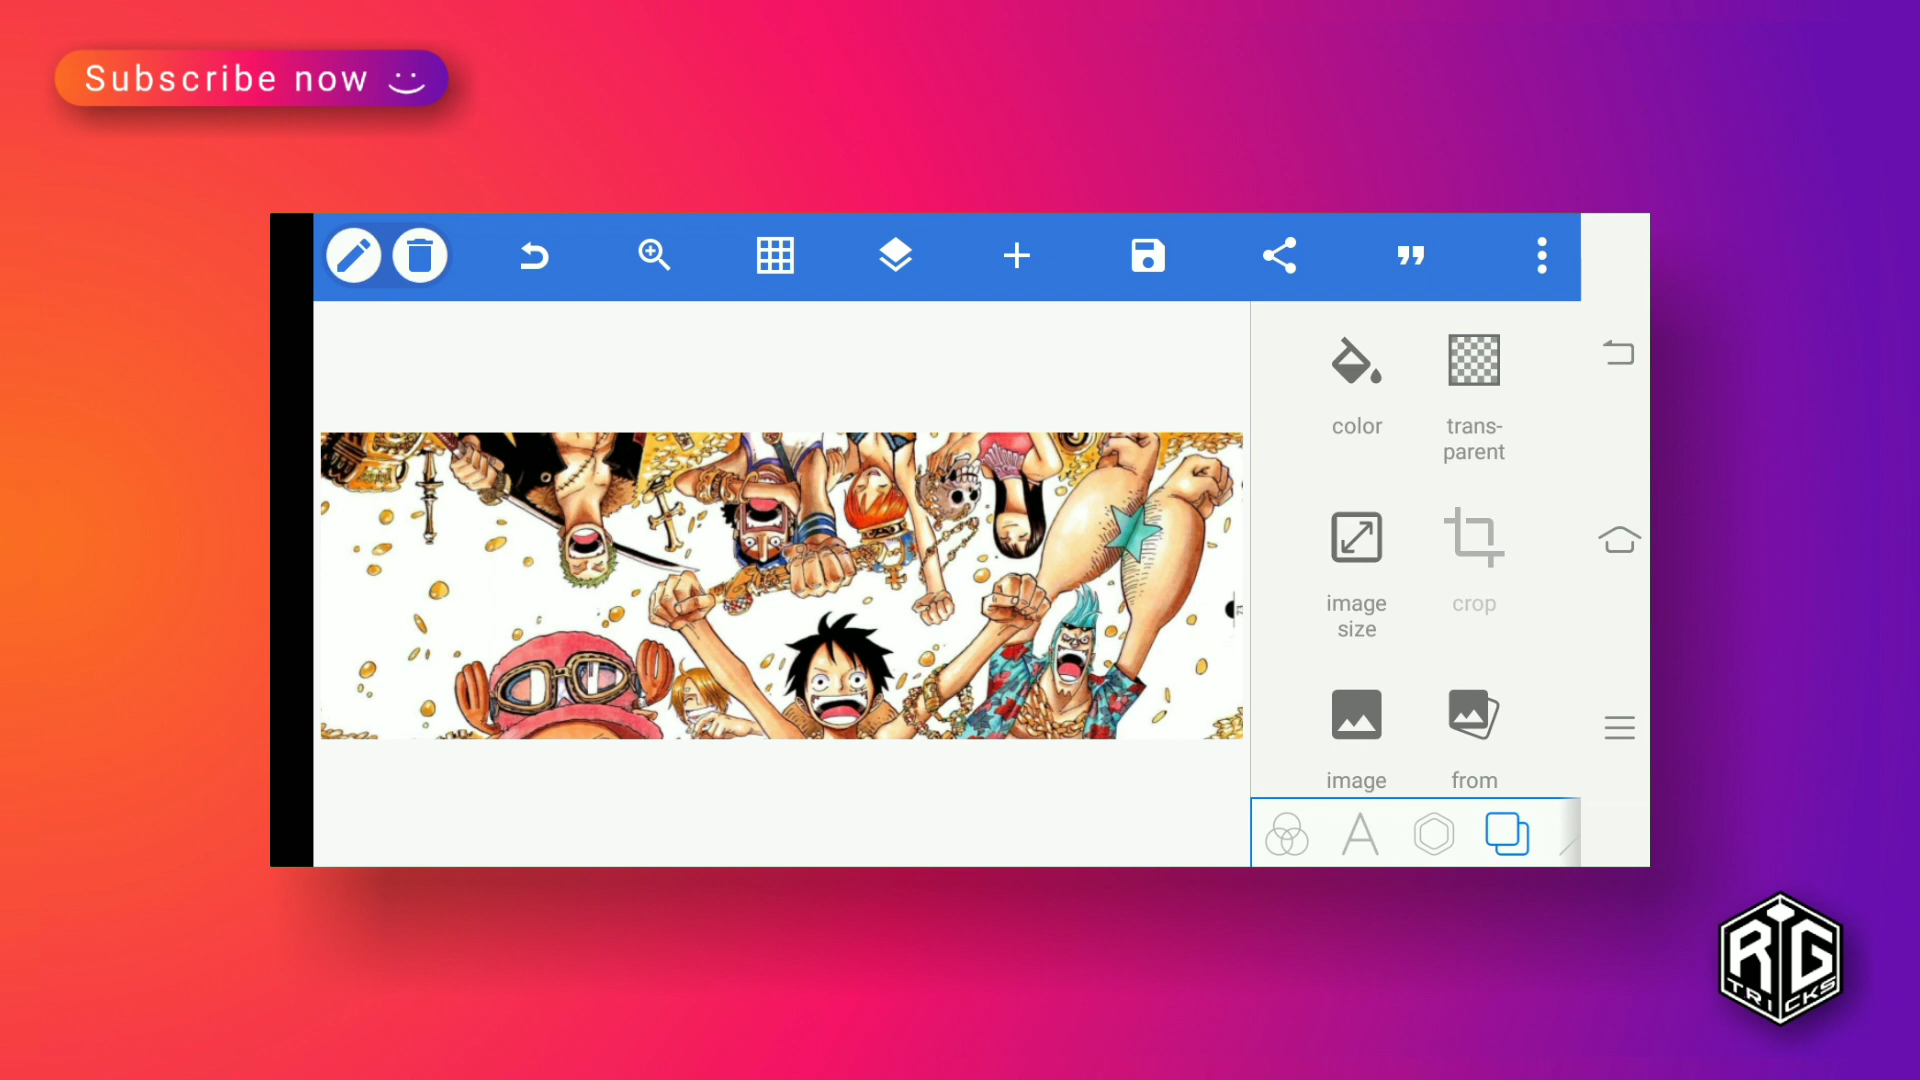 Subscribe now
color
trans-
parent
image
size
crop
image
from
RG
TRICKS